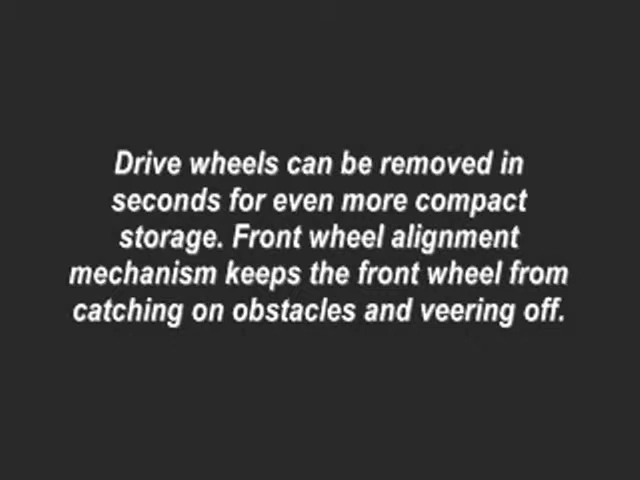 Drive wheels can be removed in
seconds for even more compact
storage. Front wheel alignment
mechanism keeps the front wheel from
catching on obstacles and veering off.